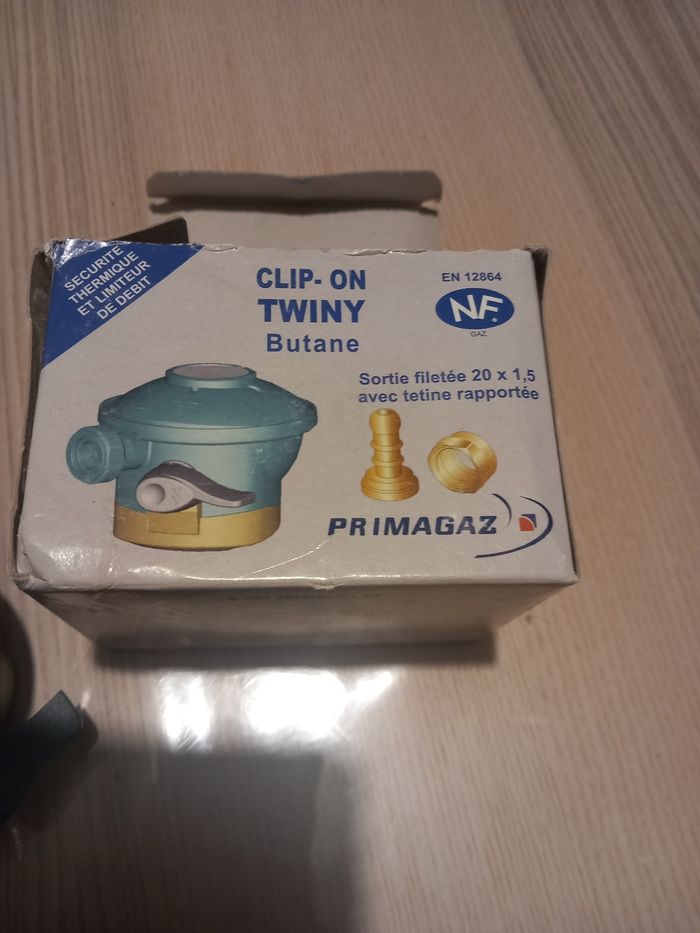 SECURITE
THERMIQUE
ET LIMITEUR
DE DEBIT
CLIP- ON
TWINY
Butane
EN 12864
NF.
GAZ
Sortie filetée 20 x 1,5
avec tetine rapportée
PRIMAGAZ